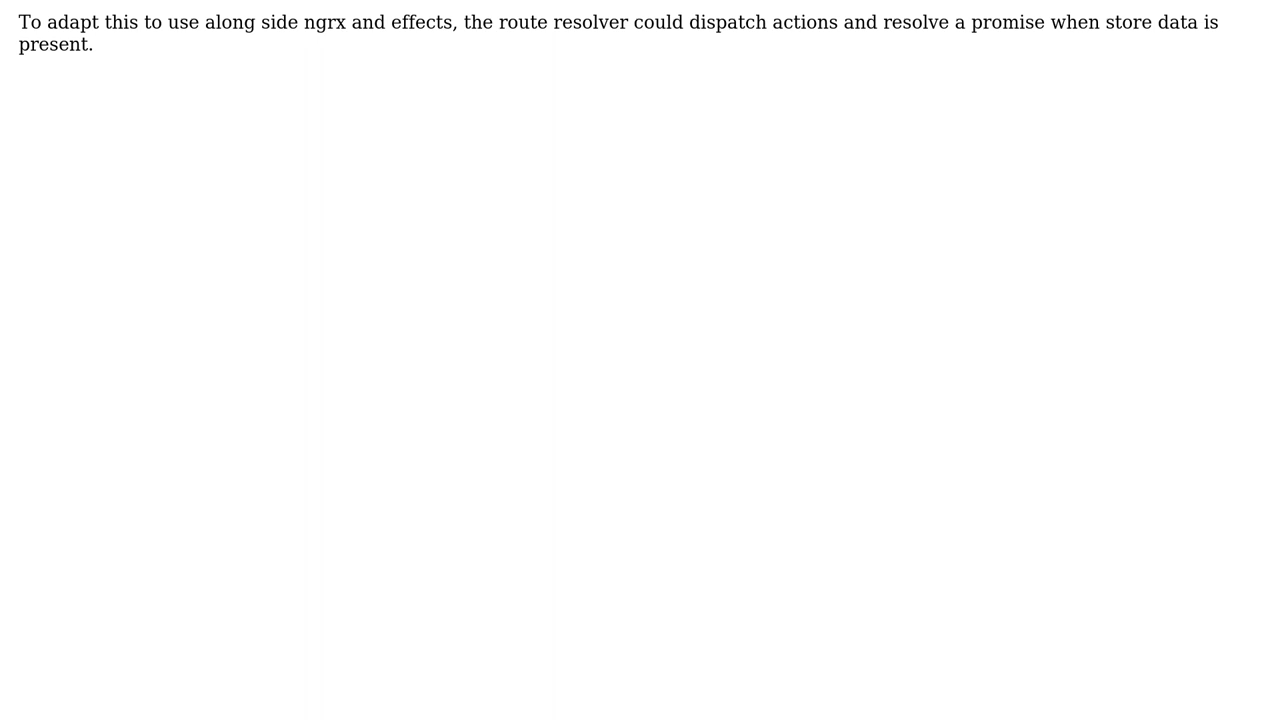 To adapt this to use along side ngrx and effects, the route resolver could dispatch actions and resolve a promise when store data is
present.